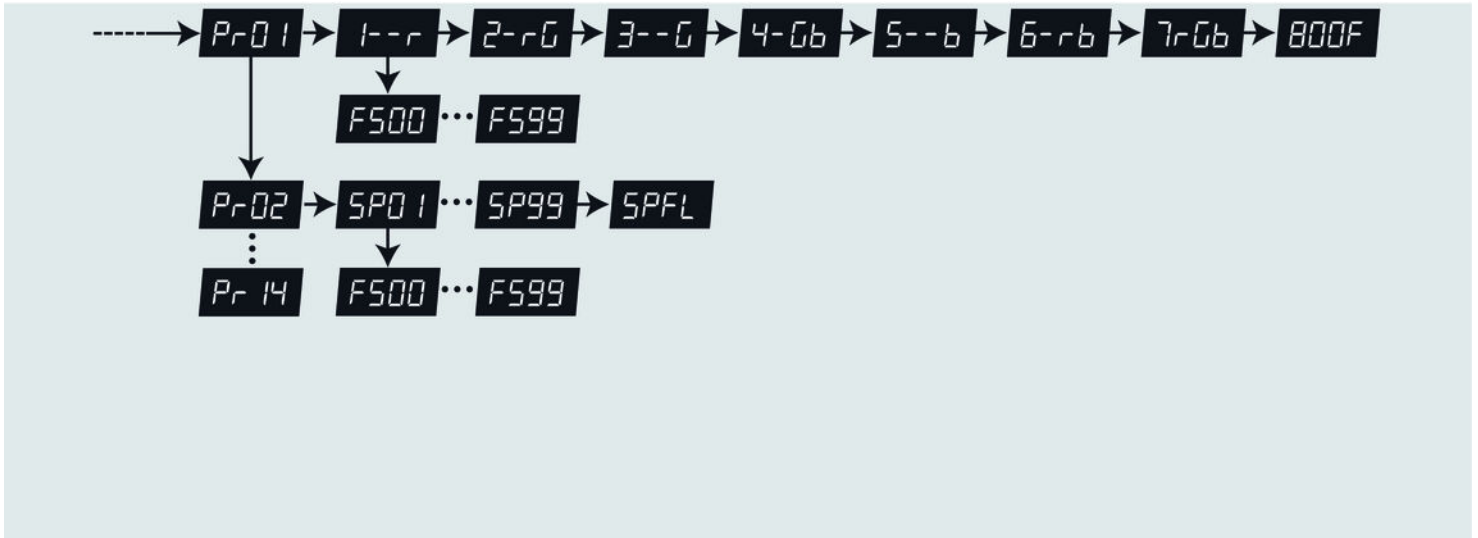 Pr01 1--r 2-rG 3--G 4-Gb 5--b 6-rb 7rGb 800F
FS00 ... FS99
Pr02 SP01 ... SP99 SPFL
Pr14 FS00 ... FS99